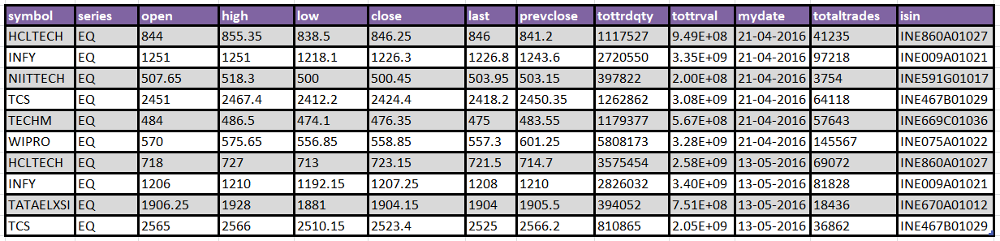 symbol series open high low close last prevclose tottrdqty tottrval mydate totaltrades isin
HCLTECH EQ 844 855.35 838.5 846.25 846 841.2 1117527 9.49E+08 21-04-2016 41235 INE860A01027
INFY EQ 1251 1251 1218.1 1226.3 1226.8 1243.6 2720550 3.35E+09 21-04-2016 97218 INE009A01021
NIITTECH EQ 507.65 518.3 500 500.45 503.95 503.15 397822 2.00E+08 21-04-2016 3754 INE591G01017
TCS EQ 2451 2467.4 2412.2 2424.4 2418.2 2450.35 1262862 3.08E+09 21-04-2016 64118 INE467B01029
TECHM EQ 484 486.5 474.1 476.35 475 483.55 1179377 5.67E+08 21-04-2016 57643 INE669C01036
WIPRO EQ 570 575.65 556.85 558.85 557.3 601.25 5808173 3.28E+09 21-04-2016 145567 INE075A01022
HCLTECH EQ 718 727 713 723.15 721.5 714.7 3575454 2.58E+09 13-05-2016 69072 INE860A01027
INFY EQ 1206 1210 1192.15 1207.25 1208 1210 2826032 3.40E+09 13-05-2016 81828 INE009A01021
TATAELXSI EQ 1906.25 1928 1881 1904.15 1904 1905.5 394052 7.51E+08 13-05-2016 18436 INE670A01012
TCS EQ 2565 2566 2510.15 2523.4 2525 2566.2 810865 2.05E+09 13-05-2016 36862 INE467B01029